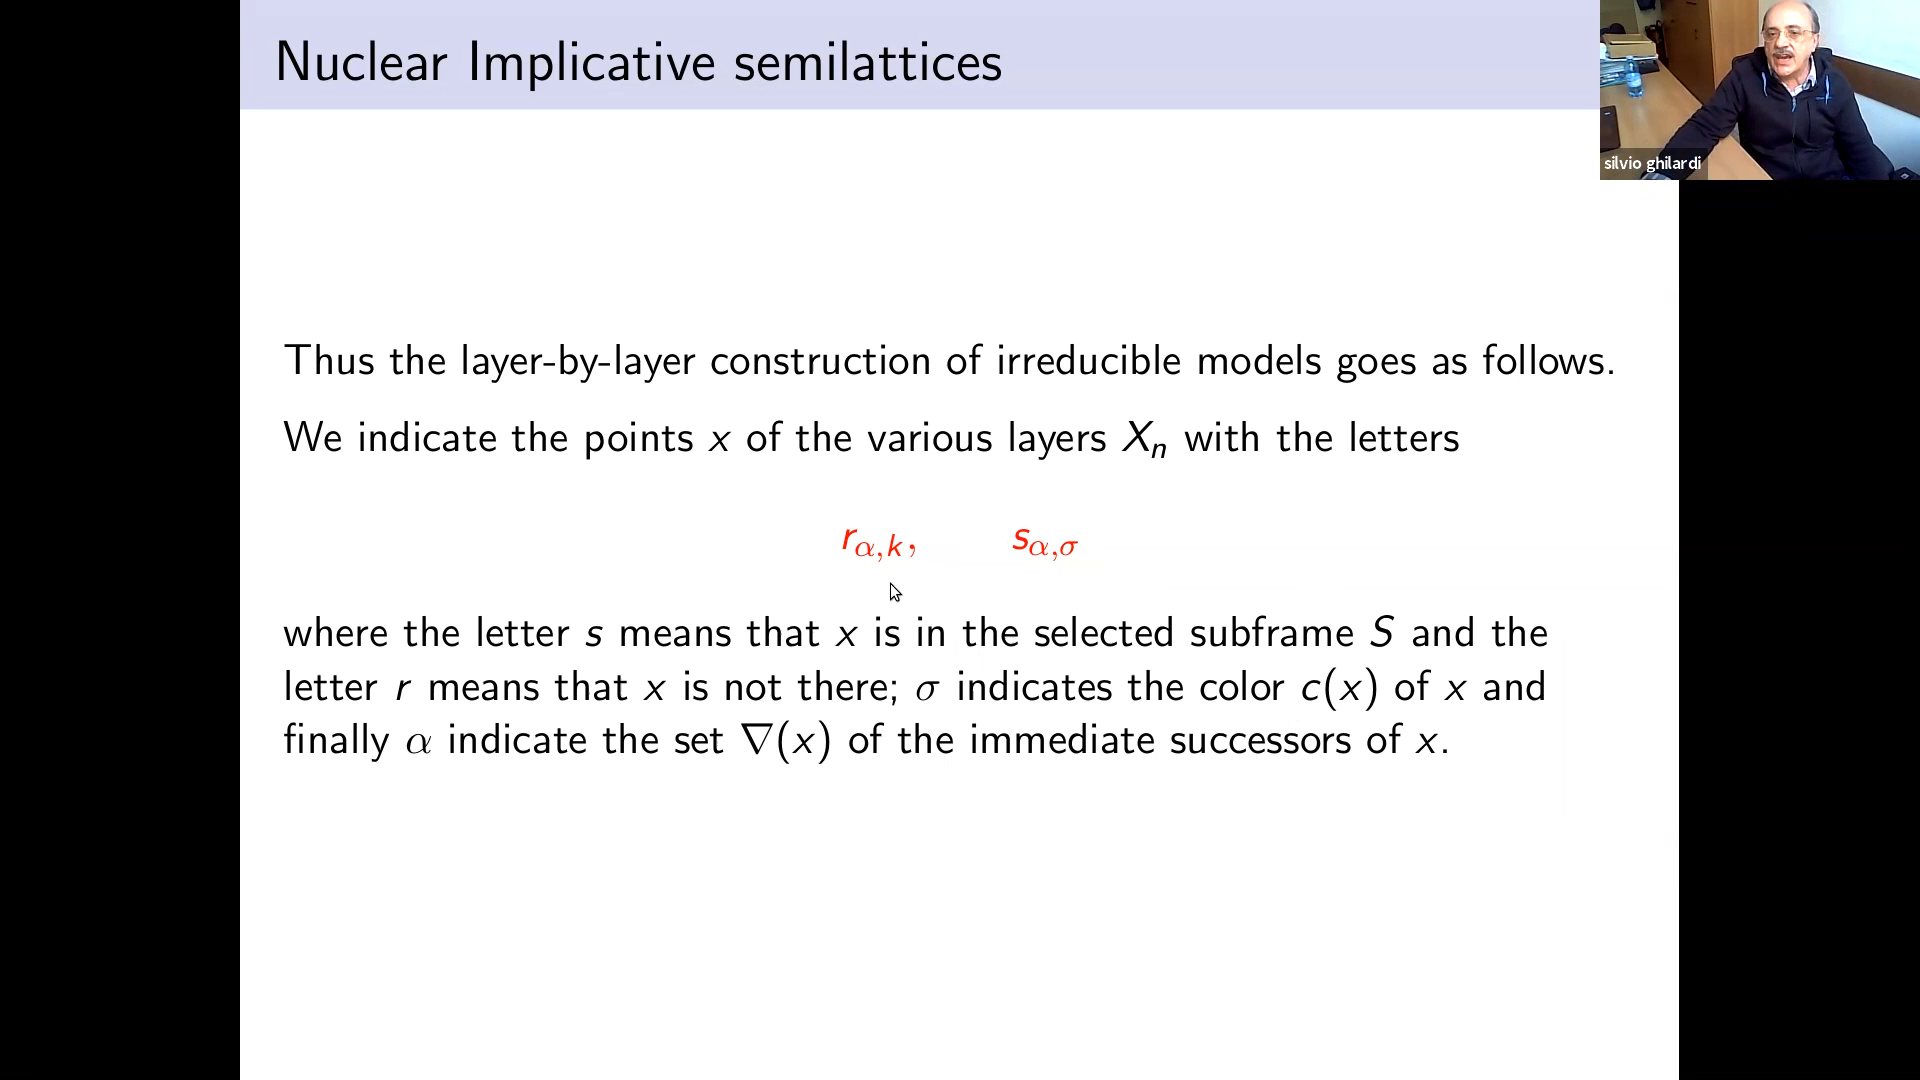 Nuclear Implicative semilattices
silvio ghilardi
Thus the layer-by-layer construction of irreducible models goes as follows.
We indicate the points x of the various layers Xₙ with the letters
r_{α,k}, s_{α,σ}
where the letter s means that x is in the selected subframe S and the
letter r means that x is not there; σ indicates the color c(x) of x and
finally α indicate the set ∇(x) of the immediate successors of x.